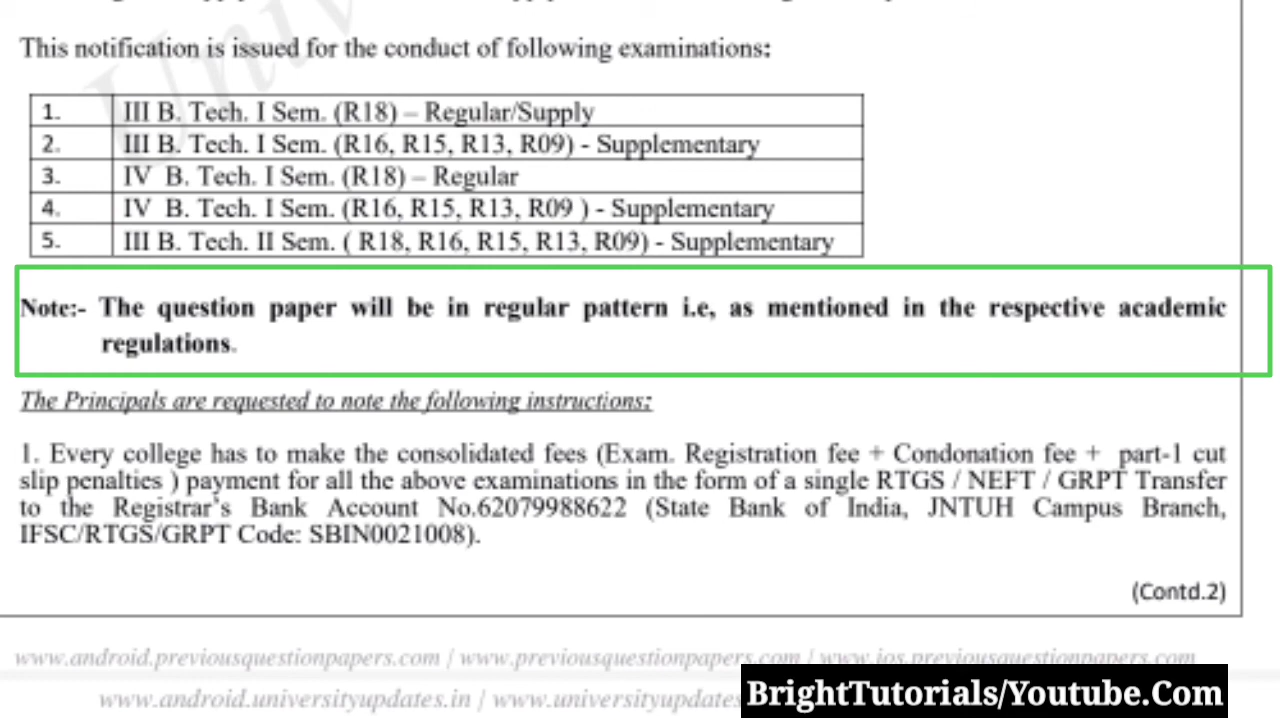 This notification is issued for the conduct of following examinations:
1. III B. Tech. I Sem. (R18) – Regular/Supply
2. III B. Tech. I Sem. (R16, R15, R13, R09) - Supplementary
3. IV B. Tech. I Sem. (R18) – Regular
4. IV B. Tech. I Sem. (R16, R15, R13, R09 ) - Supplementary
5. III B. Tech. II Sem. ( R18, R16, R15, R13, R09) - Supplementary
Note:- The question paper will be in regular pattern i.e, as mentioned in the respective academic
regulations.
The Principals are requested to note the following instructions:
1. Every college has to make the consolidated fees (Exam. Registration fee + Condonation fee + part-1 cut
slip penalties ) payment for all the above examinations in the form of a single RTGS / NEFT / GRPT Transfer
to the Registrar's Bank Account No.62079988622 (State Bank of India, JNTUH Campus Branch,
IFSC/RTGS/GRPT Code: SBIN0021008).
(Contd.2)
www.android.previousquestionpapers.com | www.previousquestionpapers.com | www.ios.previousquestionpapers.com
www.android.universityupdates.in | www.universityupdates
BrightTutorials/Youtube.Com